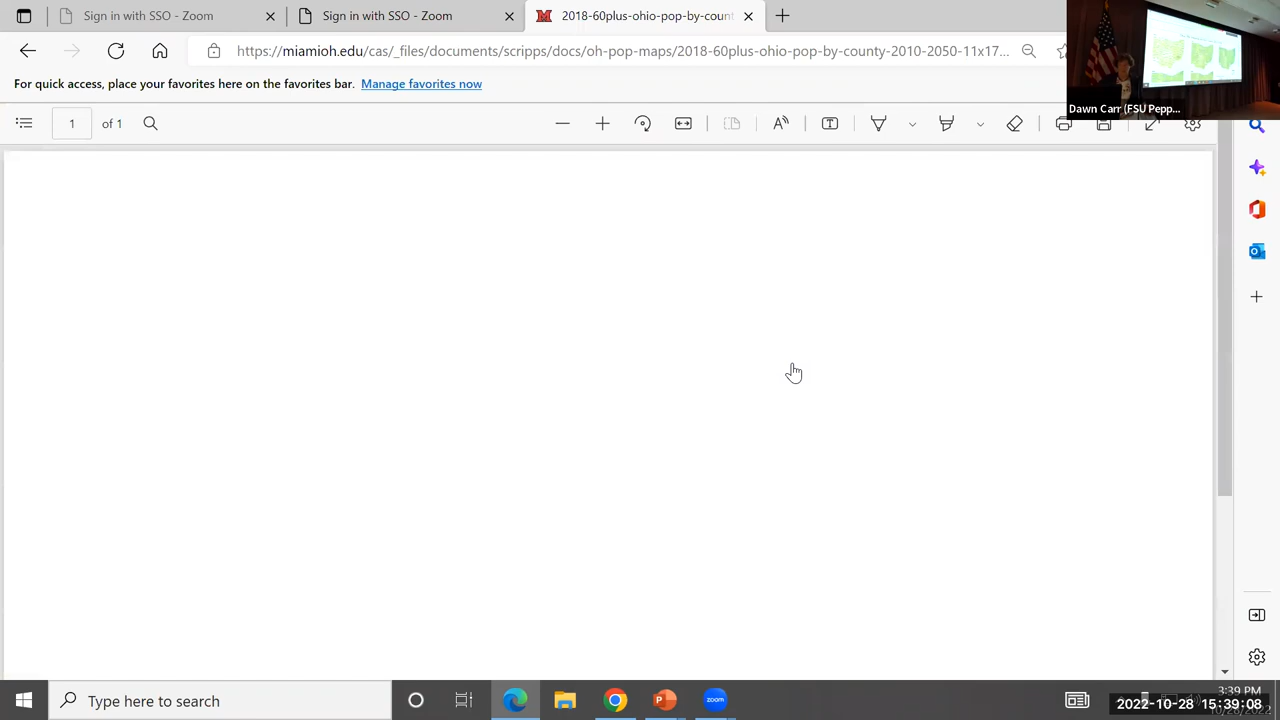 Sign in with SSO - Zoom
Sign in with SSO - Zoom
2018-60plus-ohio-pop-by-count
https://miamioh.edu/cas/_files/documents/scripps/docs/oh-pop-maps/2018-60plus-ohio-pop-by-county-2010-2050-11x17...
Dawn Carr (FSU Pepp...
For quick access, place your favorites here on the favorites bar. Manage favorites now
1 of 1
Type here to search
zoom
3:39 PM
2022-10-28 15:39:08